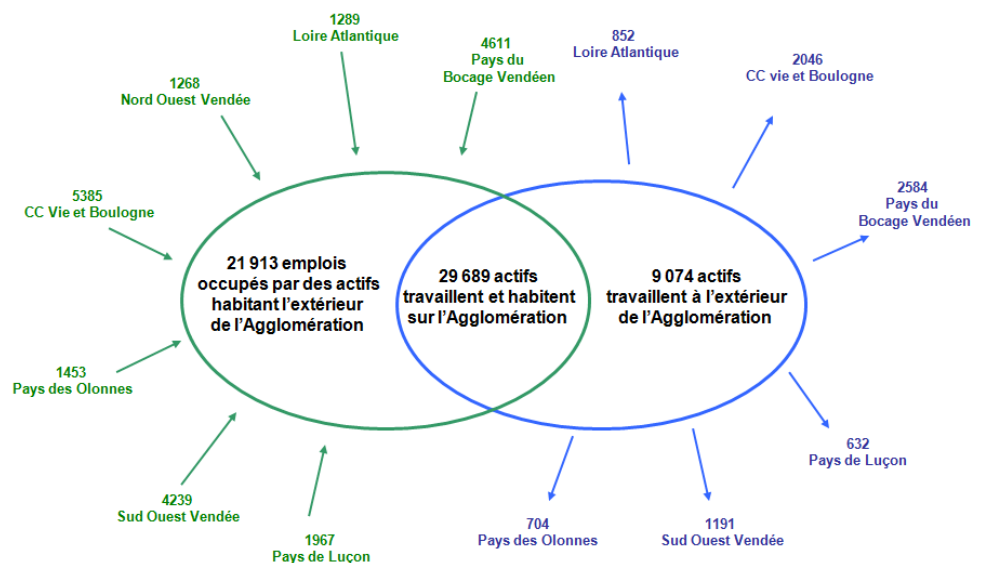 1289
Loire Atlantique
4611
Pays du
Bocage Vendéen
852
Loire Atlantique
2046
CC vie et Boulogne
1268
Nord Ouest Vendée
5385
CC Vie et Boulogne
2584
Pays du
Bocage Vendéen
21 913 emplois
occupés par des actifs
habitant l'extérieur
de l'Agglomération
29 689 actifs
travaillent et habitent
sur l'Agglomération
9 074 actifs
travaillent à l'extérieur
de l'Agglomération
1453
Pays des Olonnes
632
Pays de Luçon
4239
Sud Ouest Vendée
1967
Pays de Luçon
704
Pays des Olonnes
1191
Sud Ouest Vendée